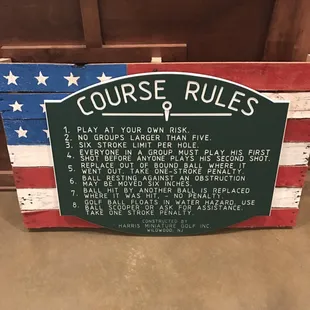 COURSE RULES
1. PLAY AT YOUR OWN RISK.
2. NO GROUPS LARGER THAN FIVE.
3. SIX STROKE LIMIT PER HOLE.
4. EVERYONE IN A GROUP MUST PLAY HIS FIRST
SHOT BEFORE ANYONE PLAYS HIS SECOND SHOT.
5. REPLACE OUT OF BOUND BALL WHERE IT
WENT OUT. TAKE ONE-STROKE PENALTY.
6. BALL RESTING AGAINST AN OBSTRUCTION
MAY BE MOVED SIX INCHES.
7. BALL HIT BY ANOTHER BALL IS REPLACED
WHERE IT WAS HIT, - NO PENALTY.
8. GOLF BALL FLOATS IN WATER HAZARD. USE
BALL SCOOPER OR ASK FOR ASSISTANCE.
TAKE ONE STROKE PENALTY.
CONSTRUCTED BY
HARRIS MINIATURE GOLF INC.
WILDWOOD, NJ